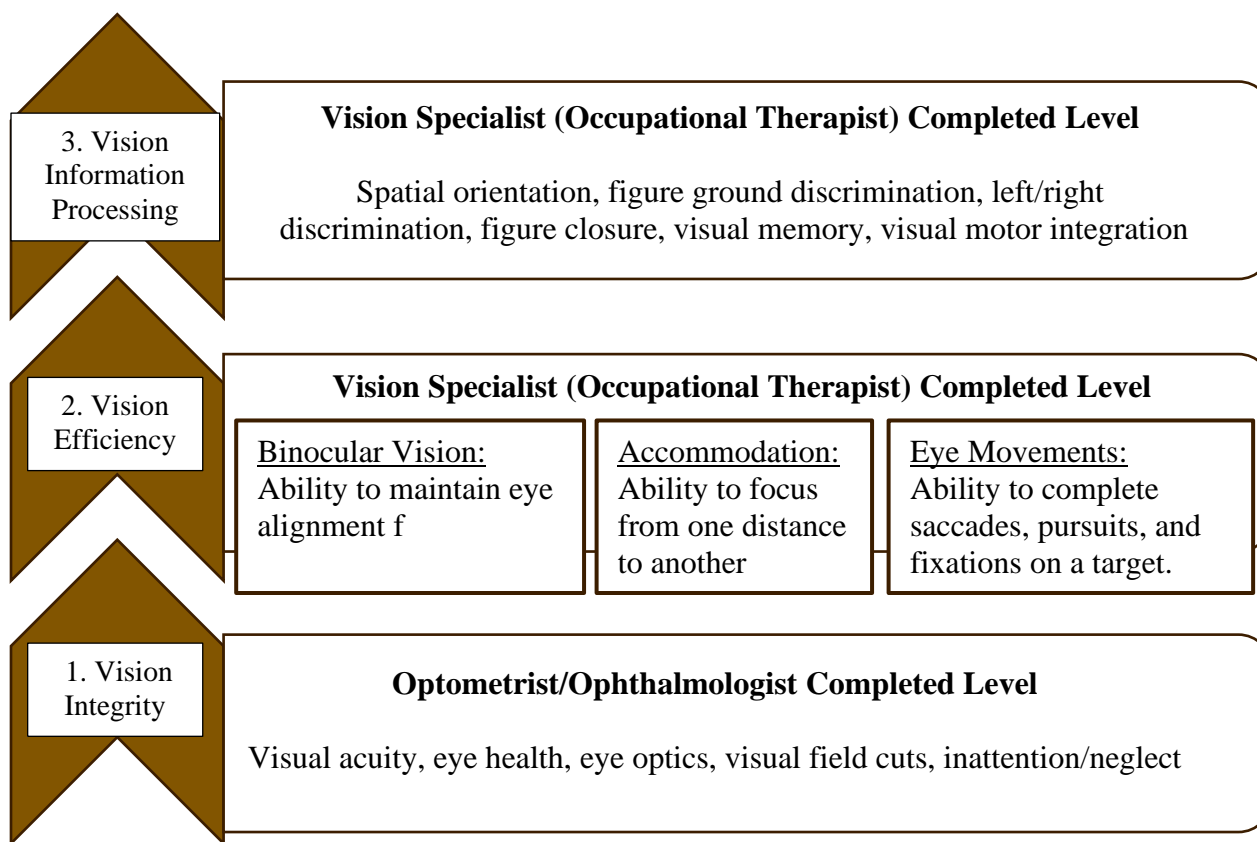 3. Vision
Information
Processing
Vision Specialist (Occupational Therapist) Completed Level
Spatial orientation, figure ground discrimination, left/right
discrimination, figure closure, visual memory, visual motor integration
2. Vision
Efficiency
Vision Specialist (Occupational Therapist) Completed Level
Binocular Vision:
Ability to maintain eye
alignment f
Accommodation:
Ability to focus
from one distance
to another
Eye Movements:
Ability to complete
saccades, pursuits, and
fixations on a target.
1. Vision
Integrity
Optometrist/Ophthalmologist Completed Level
Visual acuity, eye health, eye optics, visual field cuts, inattention/neglect